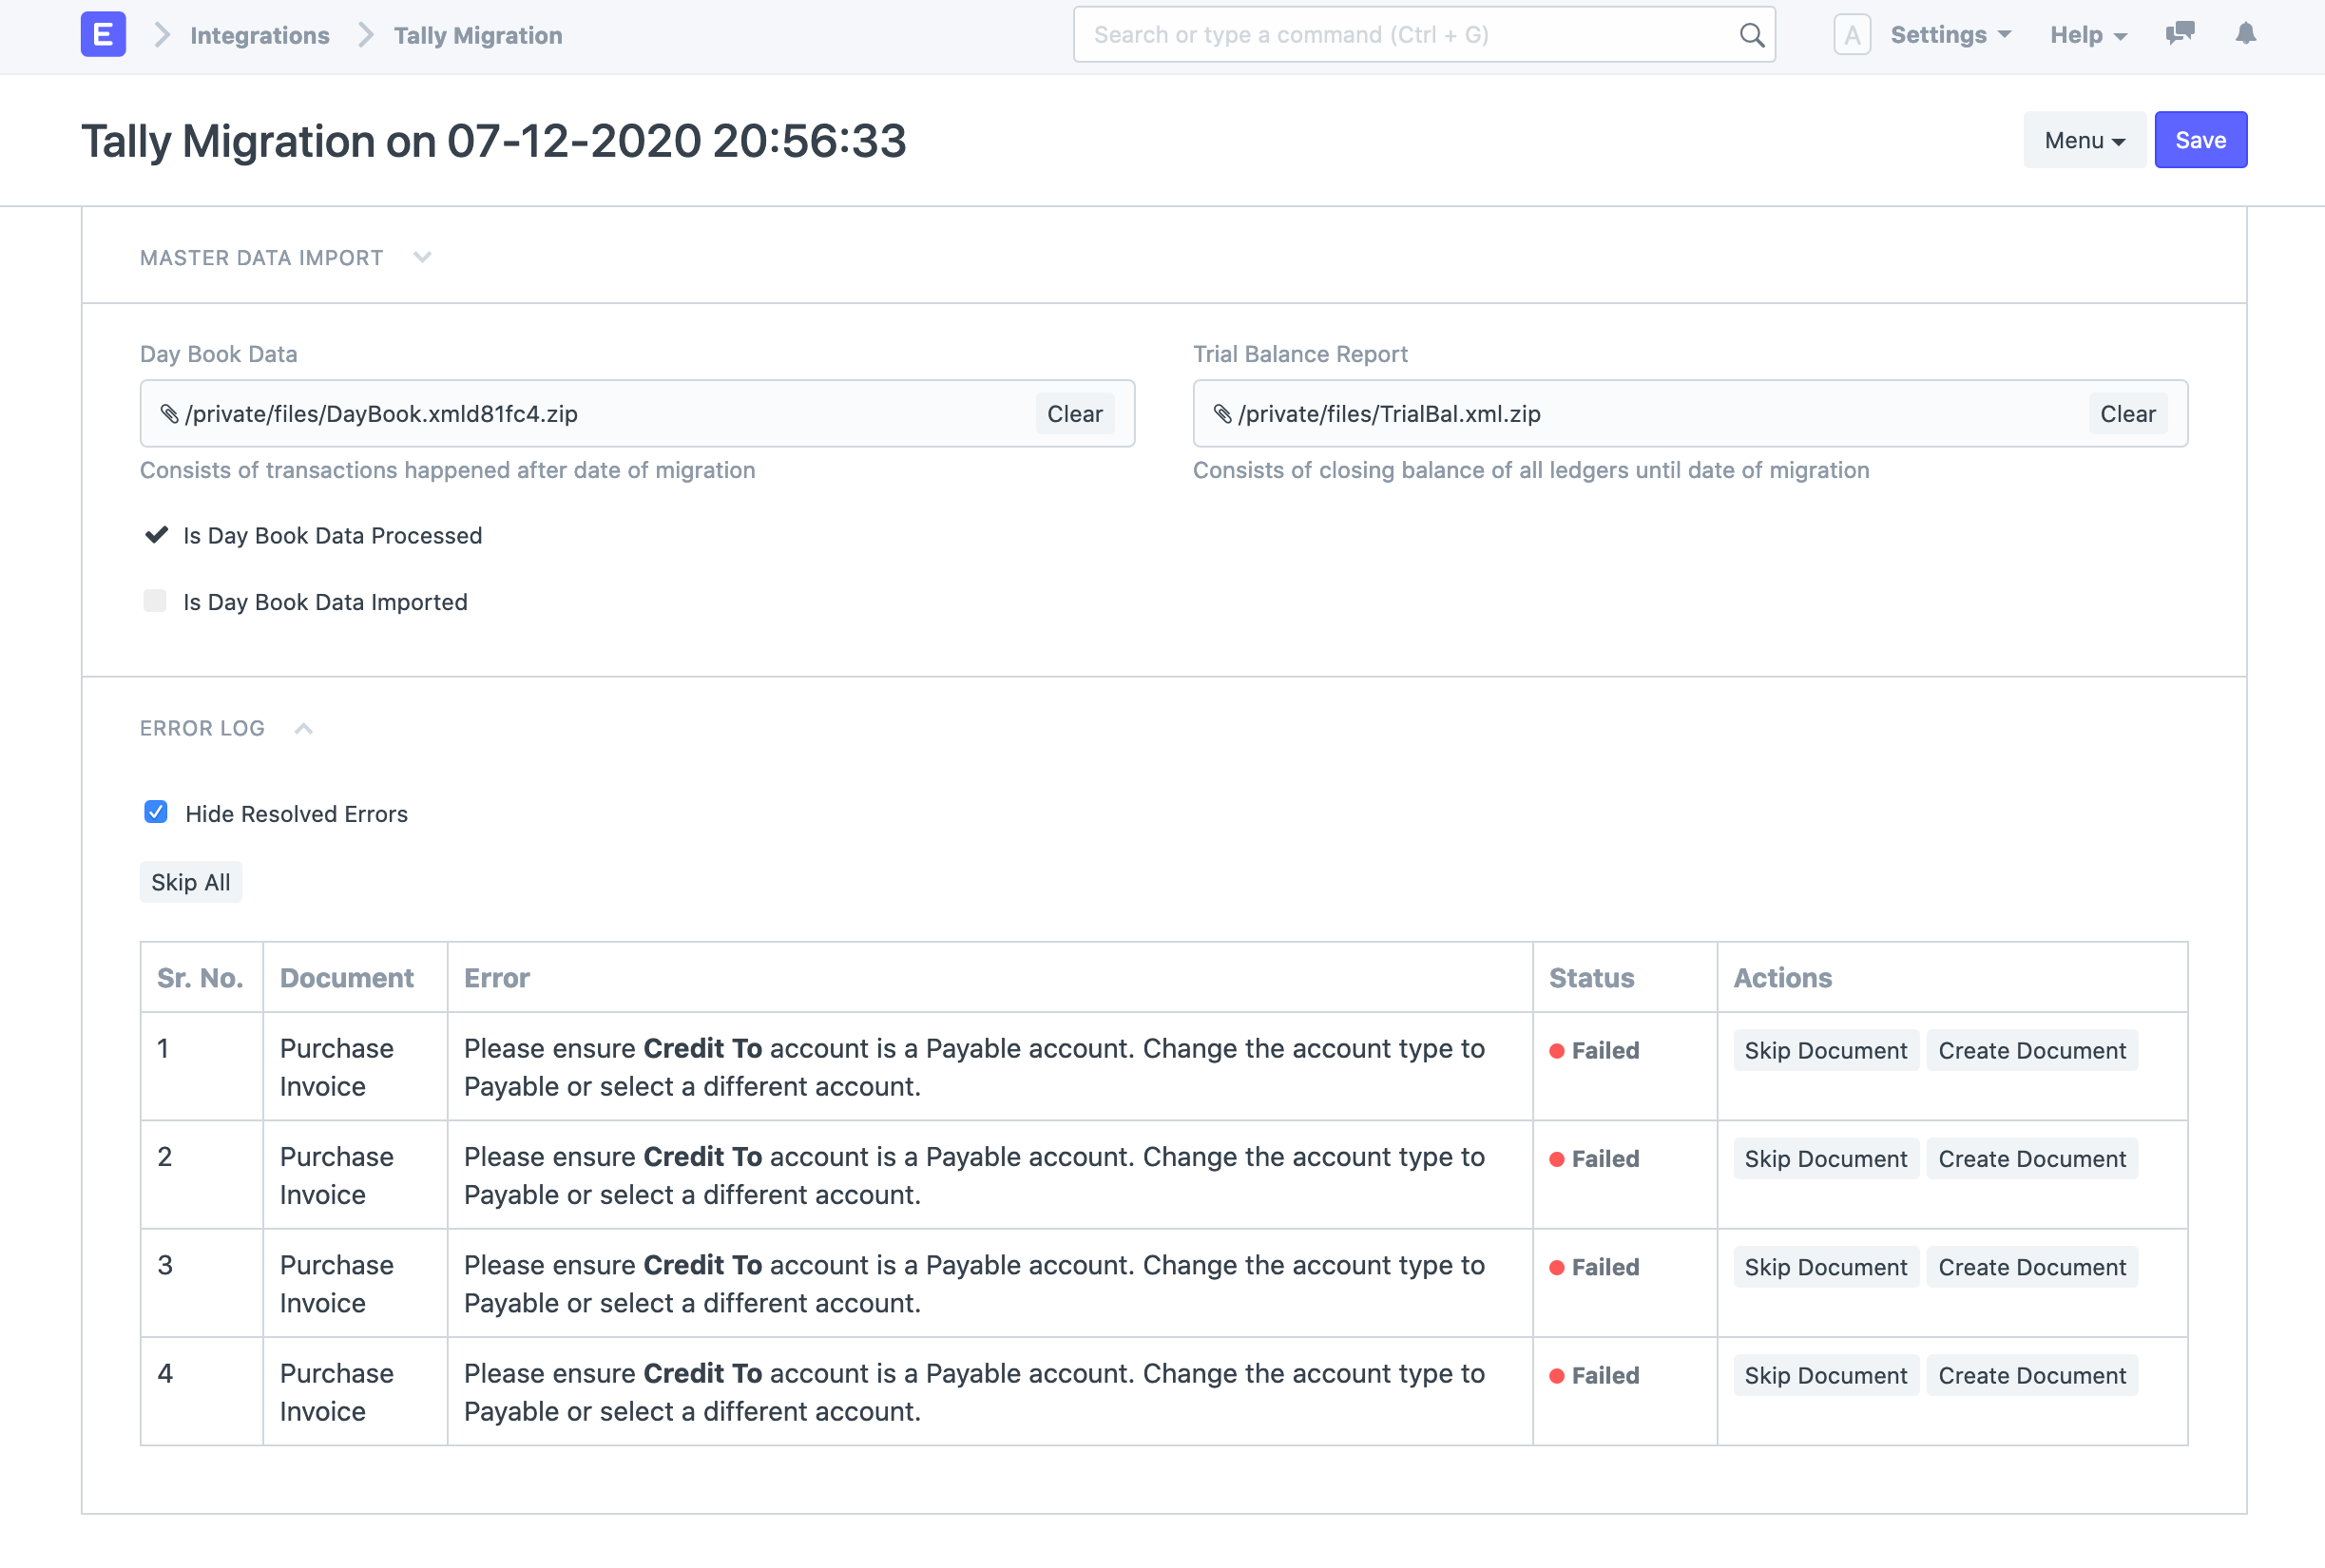 E Integrations Tally Migration Search or type a command (Ctrl + G) A Settings Help
Tally Migration on 07-12-2020 20:56:33 Menu Save
MASTER DATA IMPORT
Day Book Data Trial Balance Report
/private/files/DayBook.xmld81fc4.zip Clear /private/files/TrialBal.xml.zip Clear
Consists of transactions happened after date of migration Consists of closing balance of all ledgers until date of migration
Is Day Book Data Processed
Is Day Book Data Imported
ERROR LOG
Hide Resolved Errors
Skip All
Sr. No. Document Error Status Actions
1 Purchase Please ensure Credit To account is a Payable account. Change the account type to Failed Skip Document Create Document
Invoice Payable or select a different account.
2 Purchase Please ensure Credit To account is a Payable account. Change the account type to Failed Skip Document Create Document
Invoice Payable or select a different account.
3 Purchase Please ensure Credit To account is a Payable account. Change the account type to Failed Skip Document Create Document
Invoice Payable or select a different account.
4 Purchase Please ensure Credit To account is a Payable account. Change the account type to Failed Skip Document Create Document
Invoice Payable or select a different account.